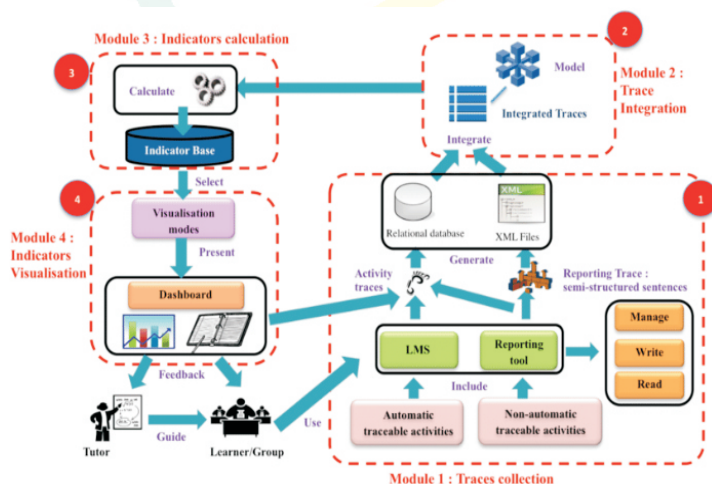 Module 3 : Indicators calculation
3
Calculate
Indicator Base
2
Model
Integrated Traces
Integrate
Module 2 :
Trace
Integration
Select
4
Visualisation
modes
Module 4 :
Indicators
Visualisation
Present
Dashboard
Feedback
Tutor
Guide
Learner/Group
Use
1
Relational database
XML
XML Files
Generate
Activity
traces
Reporting Trace :
semi-structured sentences
LMS
Reporting
tool
Manage
Write
Read
Include
Automatic
traceable activities
Non-automatic
traceable activities
Module 1 : Traces collection